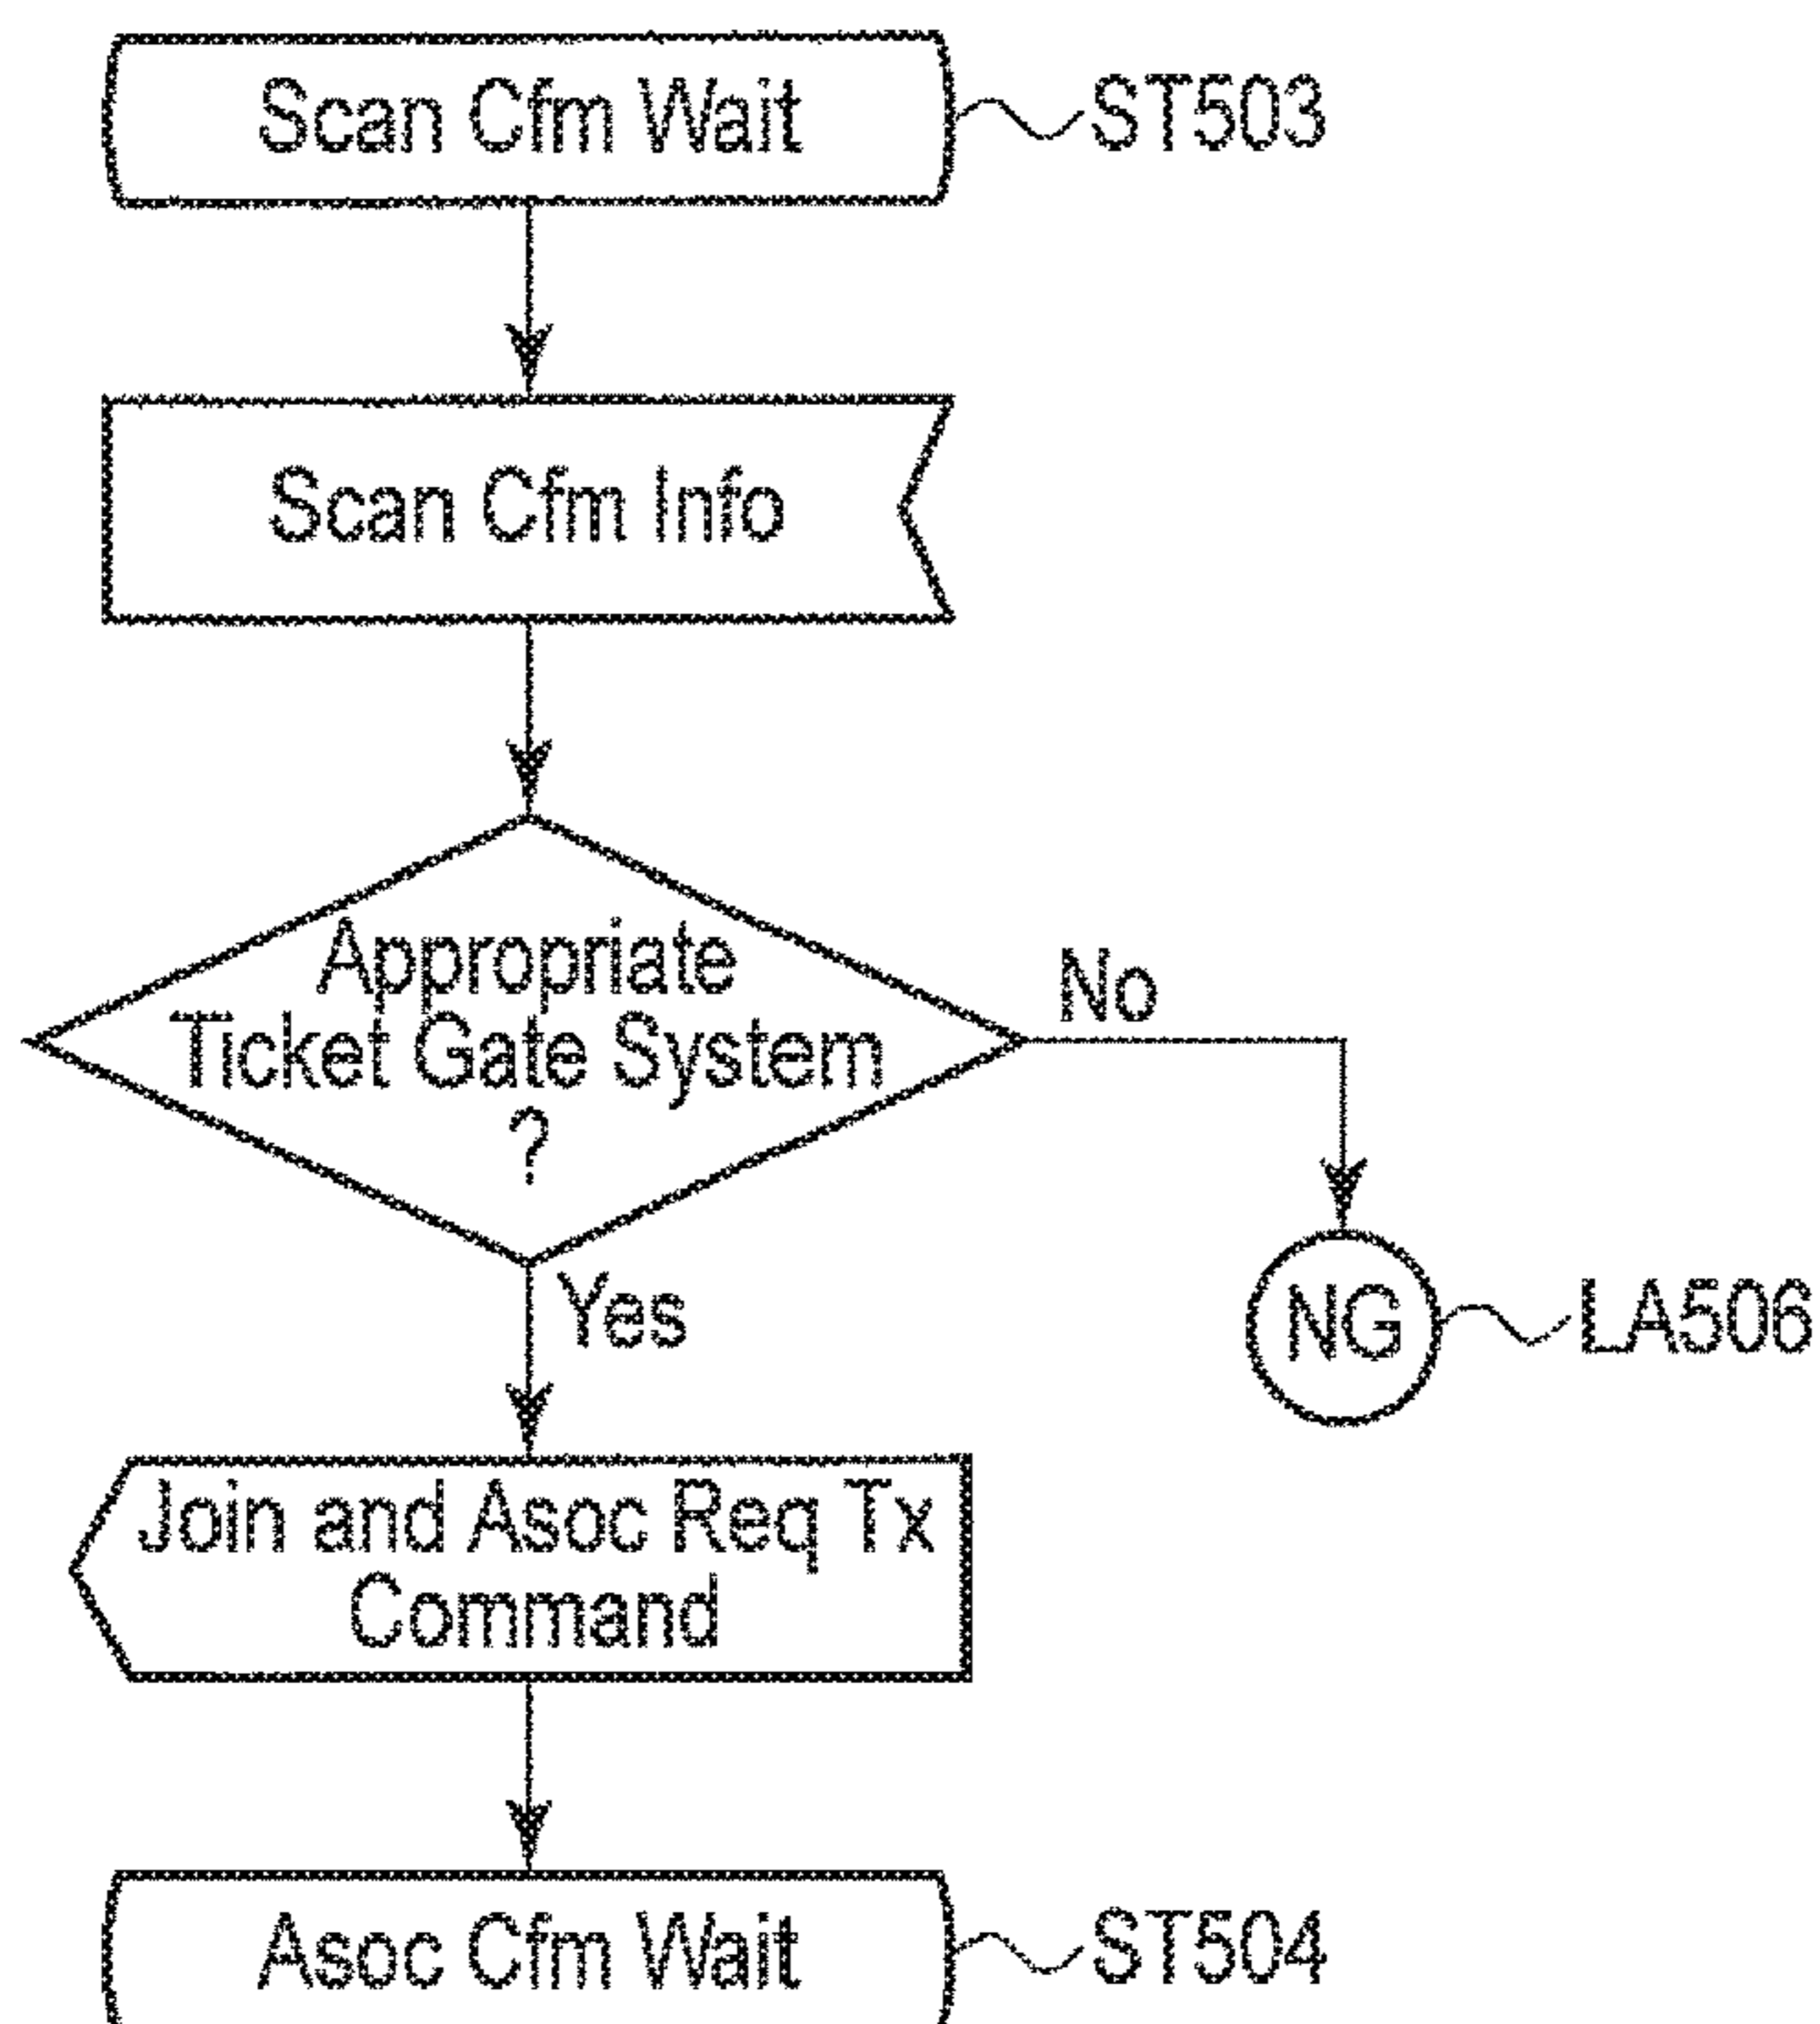 Scan Cfm Wait
ST503
Scan Cfm Info
Appropriate
Ticket Gate System
?
No
Yes
NG
LA506
Join and Asoc Req Tx
Command
Asoc Cfm Wait
ST504